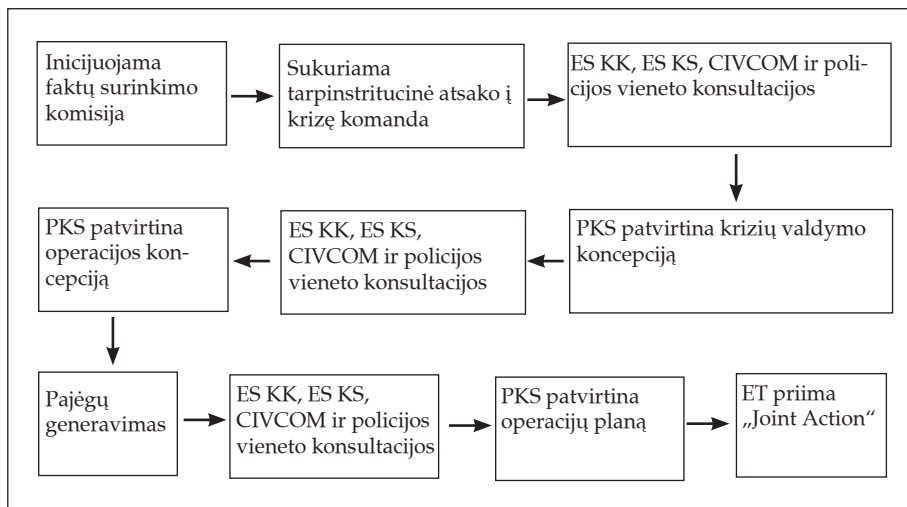 Inicijuojama
faktų surinkimo
komisija
Sukuriama
tarpinstritucinė atsako į
krizę komanda
ES KK, ES KS, CIVCOM ir poli-
cijos vieneto konsultacijos
PKS patvirtina krizių valdymo
koncepciją
ES KK, ES KS,
CIVCOM ir policijos
vieneto konsultacijos
PKS patvirtina
operacijos kon-
cepciją
Pajėgų
generavimas
ES KK, ES KS,
CIVCOM ir policijos
vieneto konsultacijos
PKS patvirtina
operacijų planą
ET priima
„Joint Action“